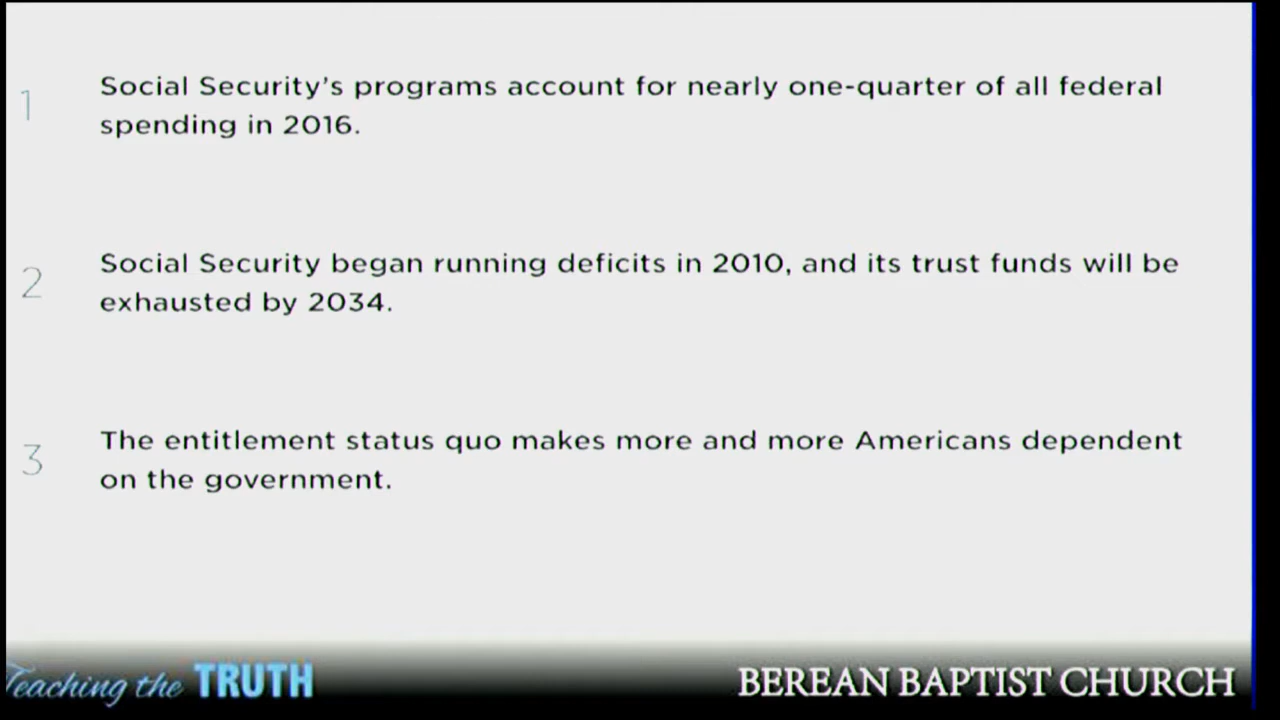 1
Social Security's programs account for nearly one-quarter of all federal
spending in 2016.
2
Social Security began running deficits in 2010, and its trust funds will be
exhausted by 2034.
3
The entitlement status quo makes more and more Americans dependent
on the government.
Teaching the TRUTH
BEREAN BAPTIST CHURCH